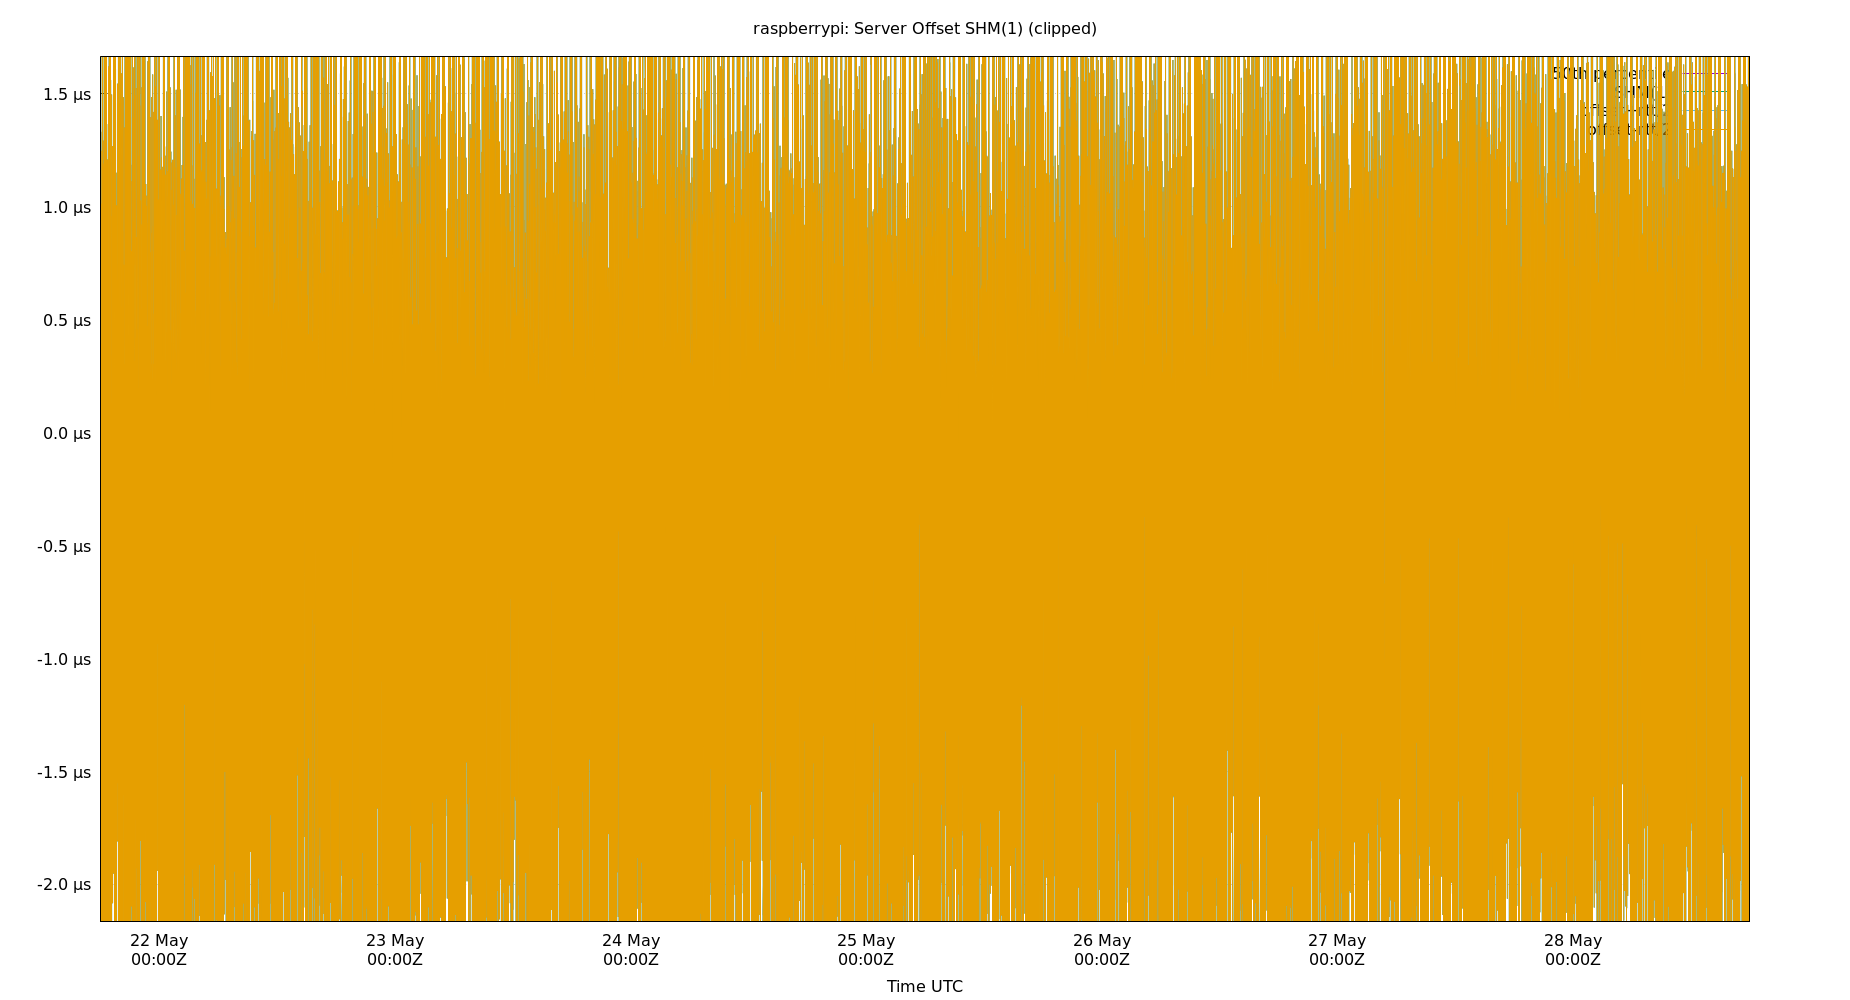 raspberrypi: Server Offset SHM(1) (clipped)
1.5 µs
1.0 µs
0.5 µs
0.0 µs
-0.5 µs
-1.0 µs
-1.5 µs
-2.0 µs
50th percentile
22 May 23 May 24 May 25 May 26 May 27 May 28 May
00:00Z 00:00Z 00:00Z 00:00Z 00:00Z 00:00Z 00:00Z
Time UTC